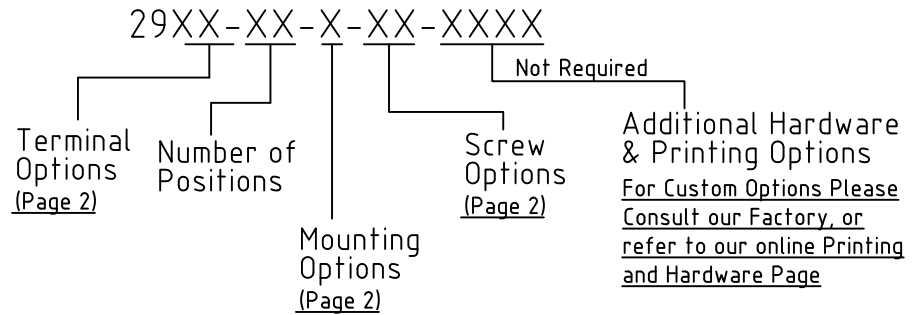 29XX-XX-X-XX-XXXX
Not Required
Terminal
Options
(Page 2)
Number of
Positions
Mounting
Options
(Page 2)
Screw
Options
(Page 2)
Additional Hardware
& Printing Options
For Custom Options Please
Consult our Factory, or
refer to our online Printing
and Hardware Page